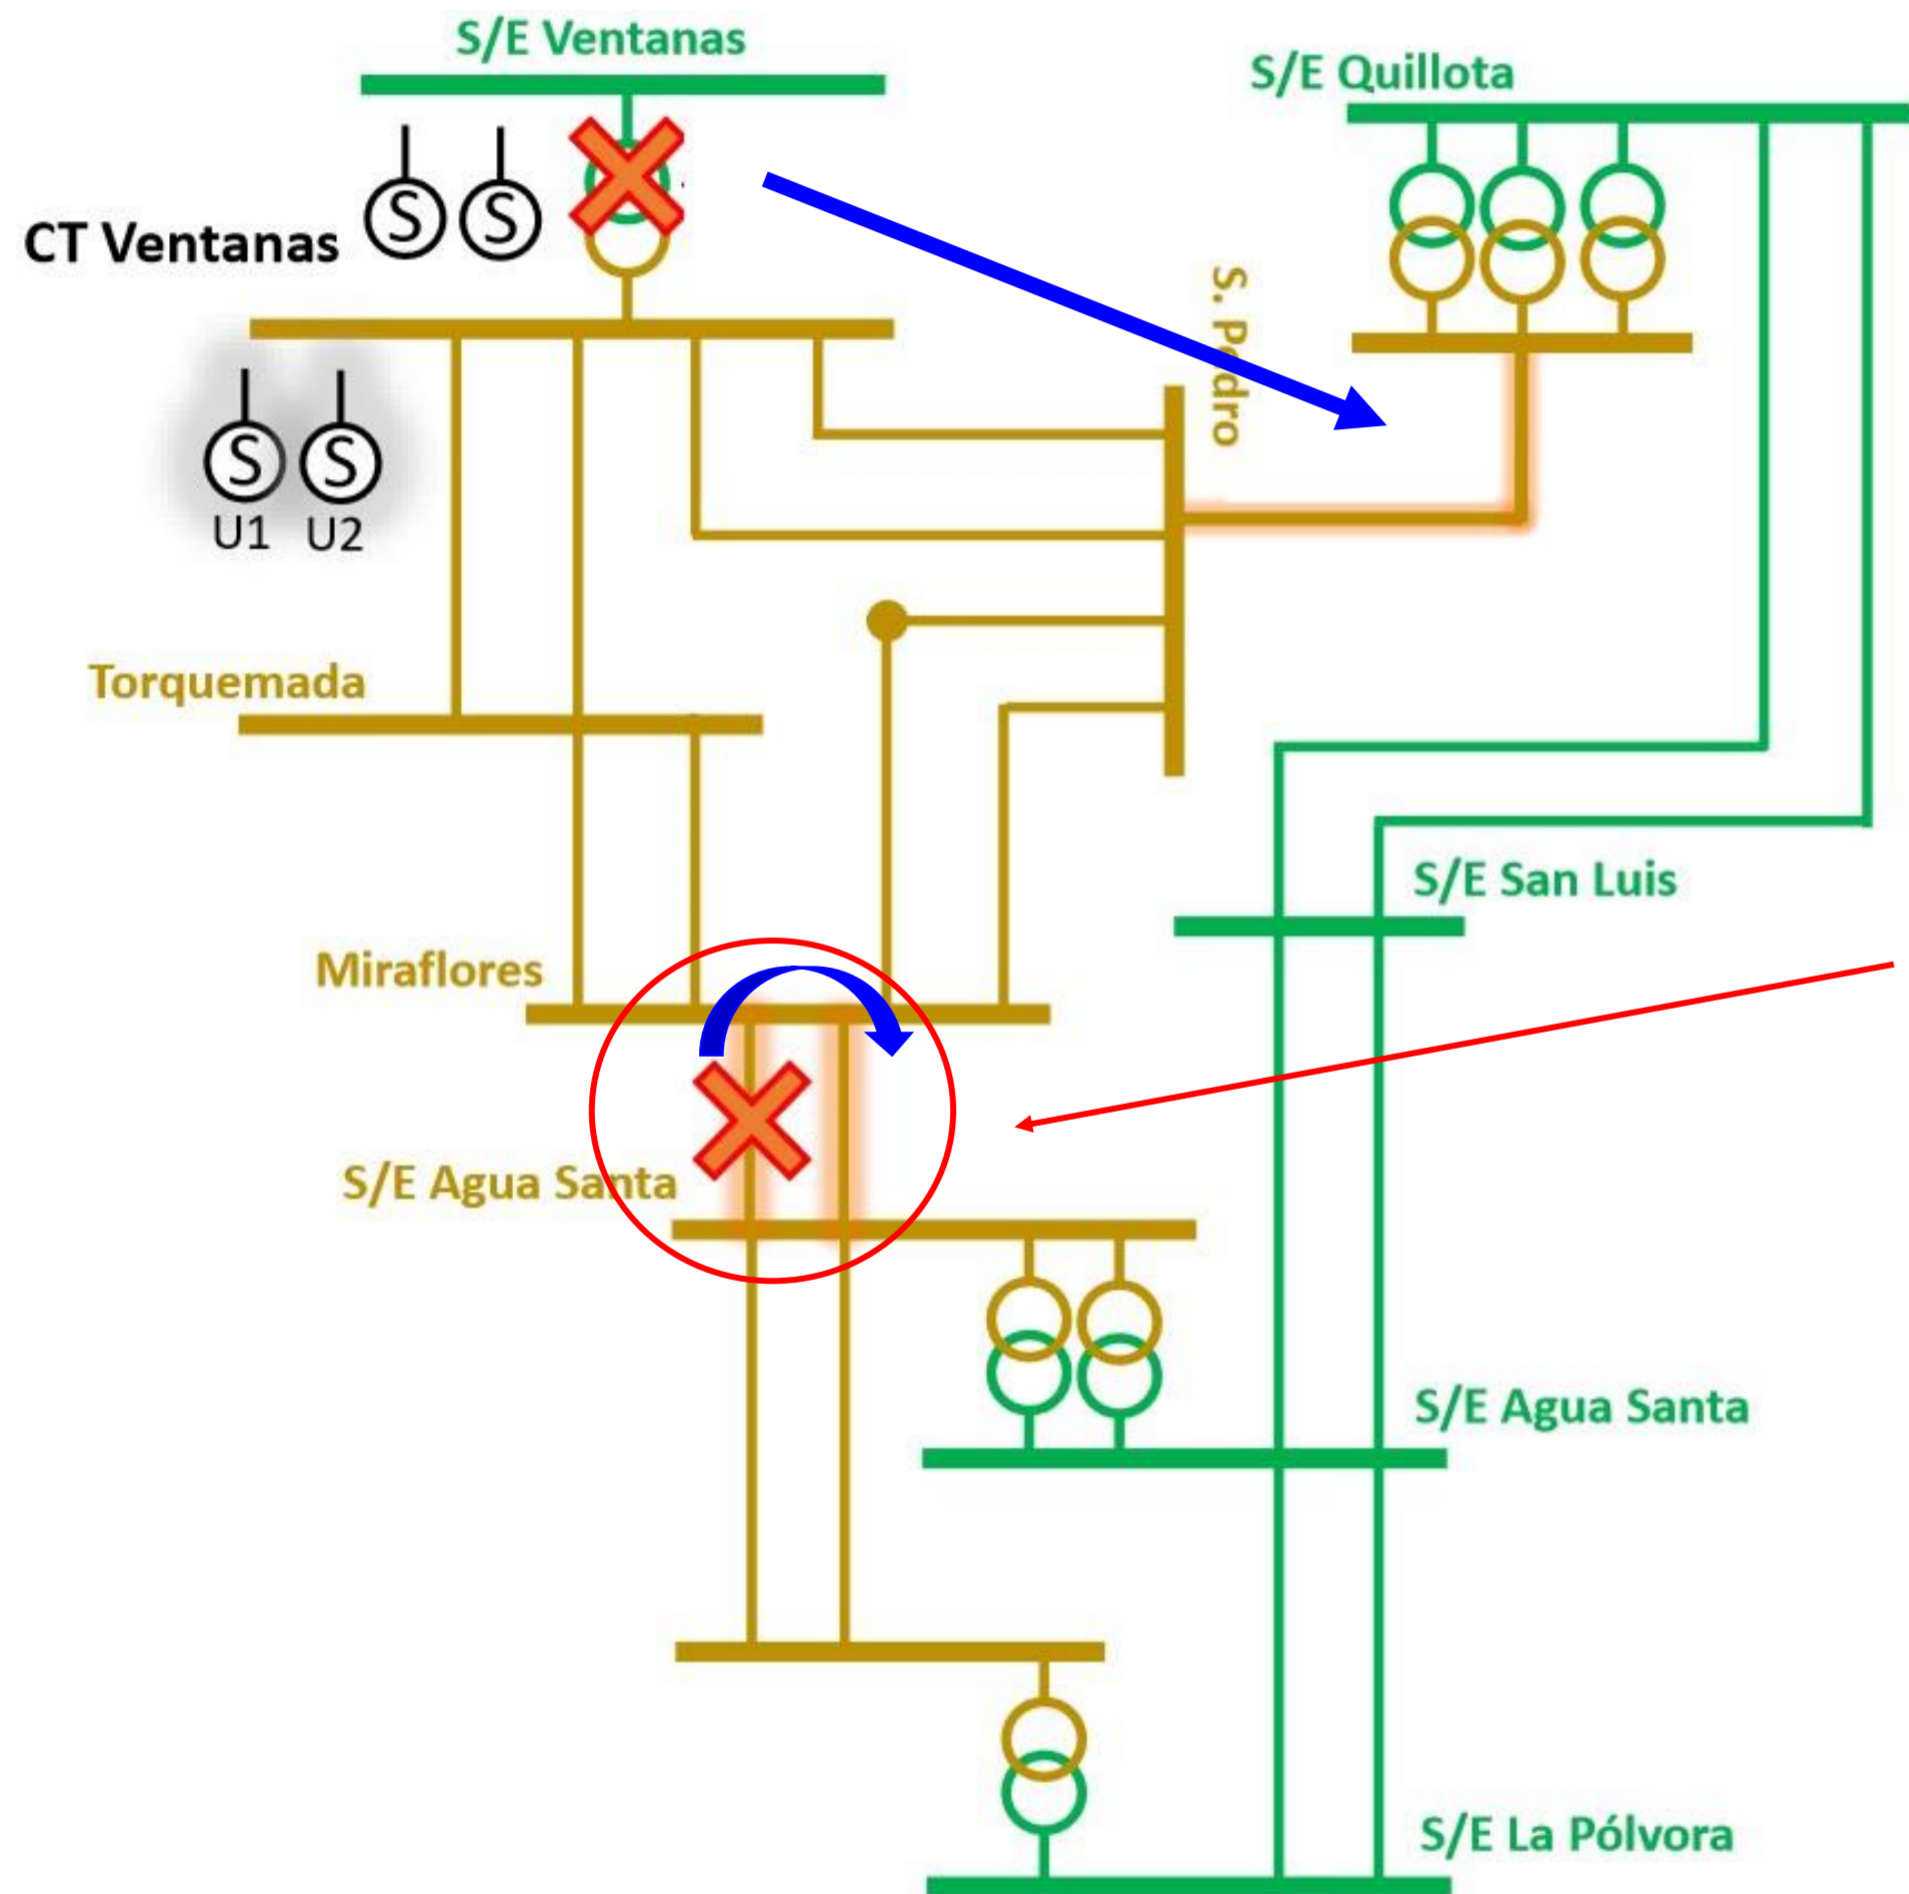 S/E Ventanas
S/E Quillota
CT Ventanas
S
S
S. Pedro
S
S
U1
U2
Torquemada
S/E San Luis
Miraflores
S/E Agua Santa
S/E Agua Santa
S/E La Pólvora